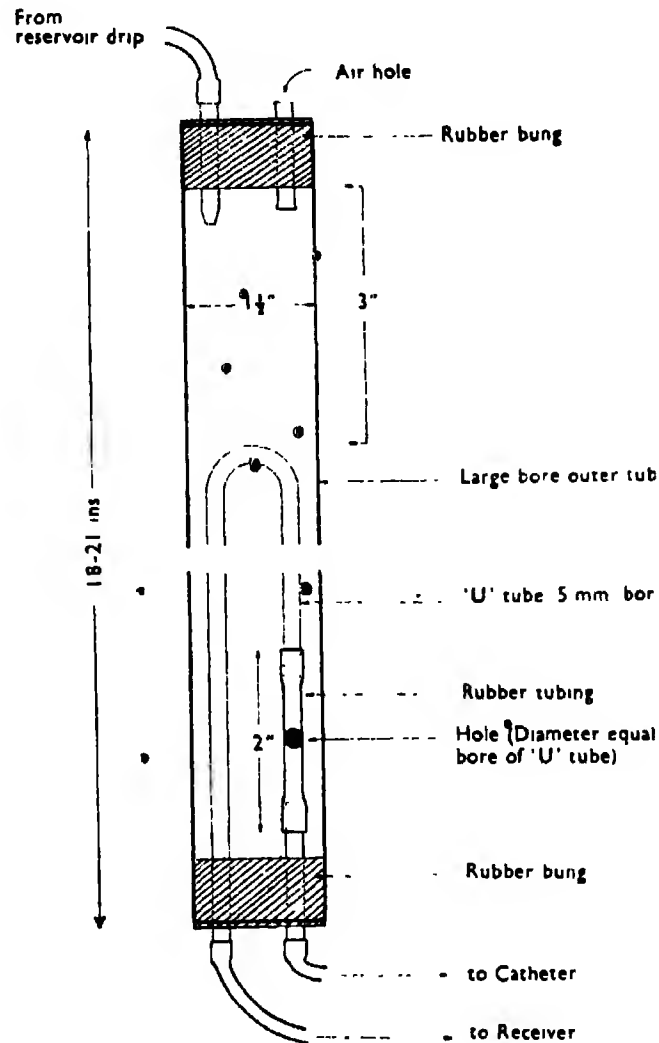 From
reservoir drip
Air hole
Rubber bung
3"
1½"
Large bore outer tub
18-21 ins
'U' tube 5 mm bor
Rubber tubing
2"
Hole (Diameter equal
bore of 'U' tube)
Rubber bung
to Catheter
to Receiver